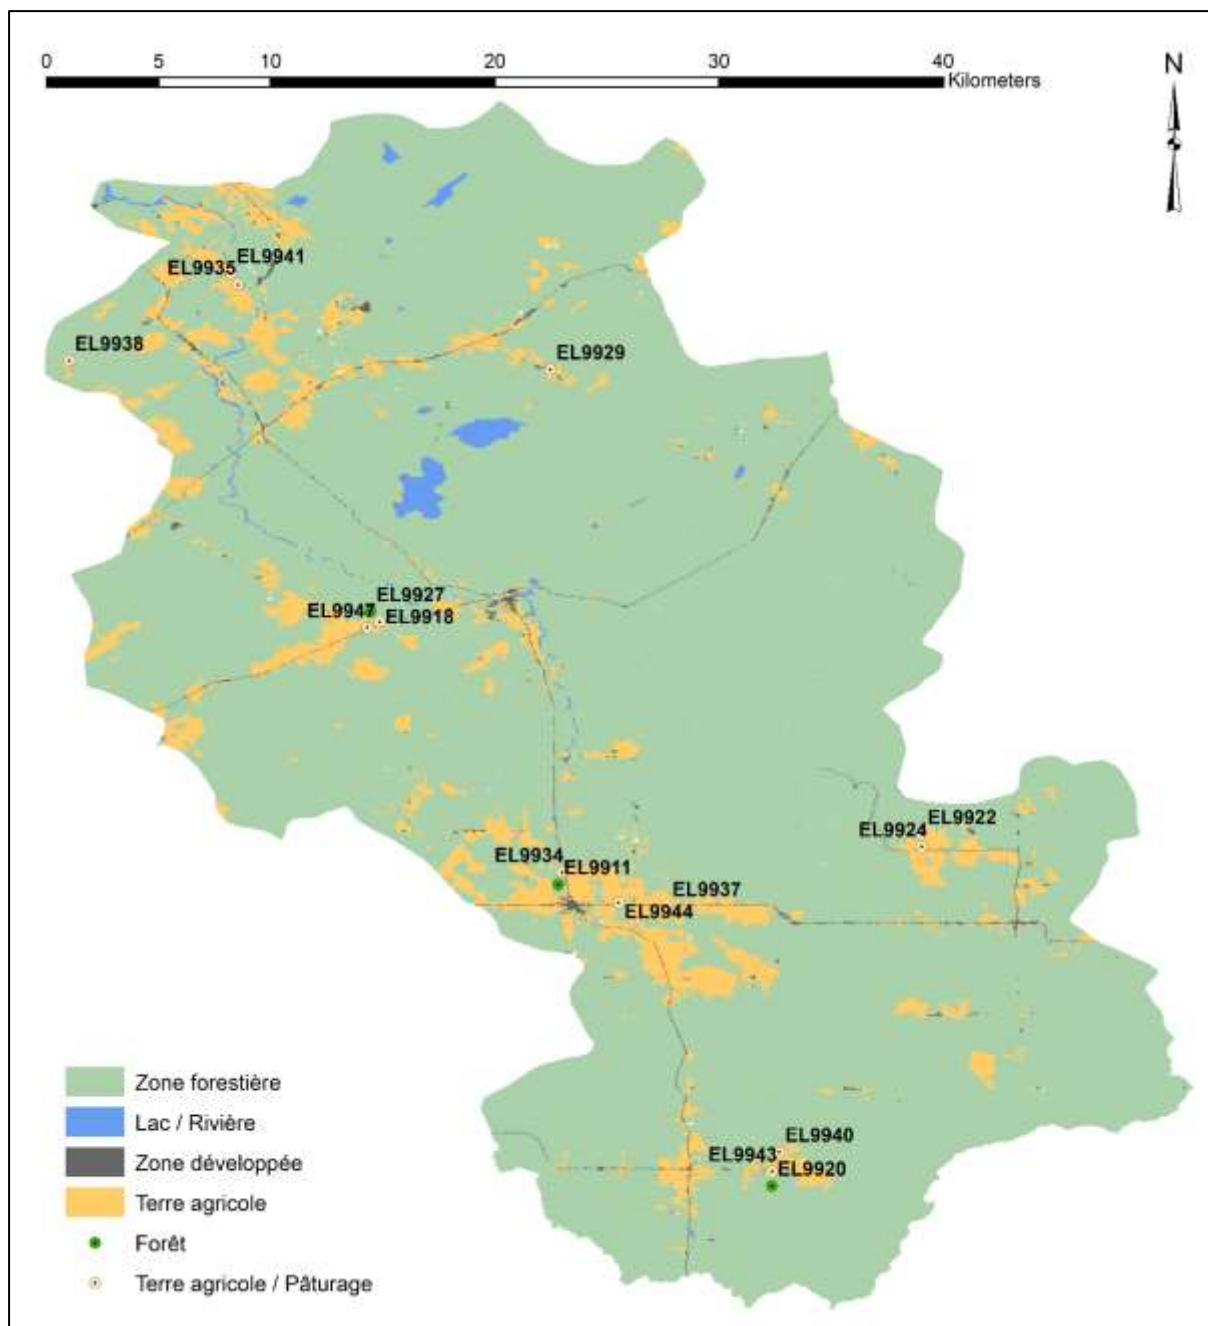 0 5 10 20 30 40
Kilometers
N
EL9941
EL9935
EL9938
EL9929
EL9927
EL9947
EL9918
EL9922
EL9924
EL9934
EL9911
EL9937
EL9944
EL9940
EL9943
EL9920
Zone forestière
Lac / Rivière
Zone développée
Terre agricole
Forêt
Terre agricole / Pâturage